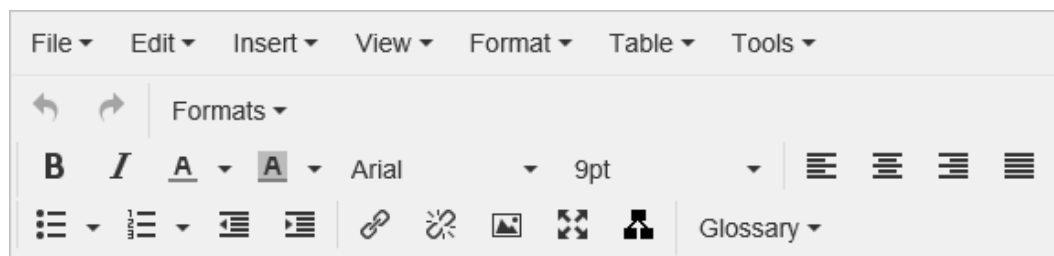 File Edit Insert View Format Table Tools
Formats
B I A A Arial 9pt
Glossary